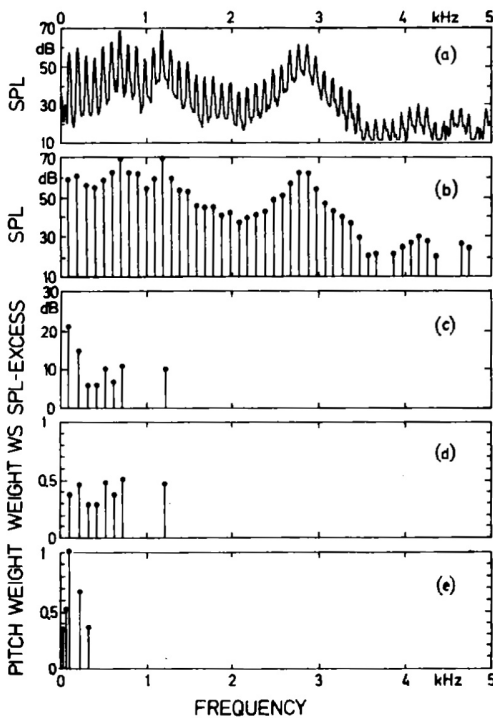 0 1 2 3 4 kHz 5
70
dB
50
30
10
SPL
(a)
70
dB
50
30
10
SPL
(b)
30
dB
20
10
0
SPL-EXCESS
(c)
1
0.5
0
WEIGHT WS
(d)
1
0.5
0
PITCH WEIGHT
(e)
0 1 2 3 4 kHz 5
FREQUENCY